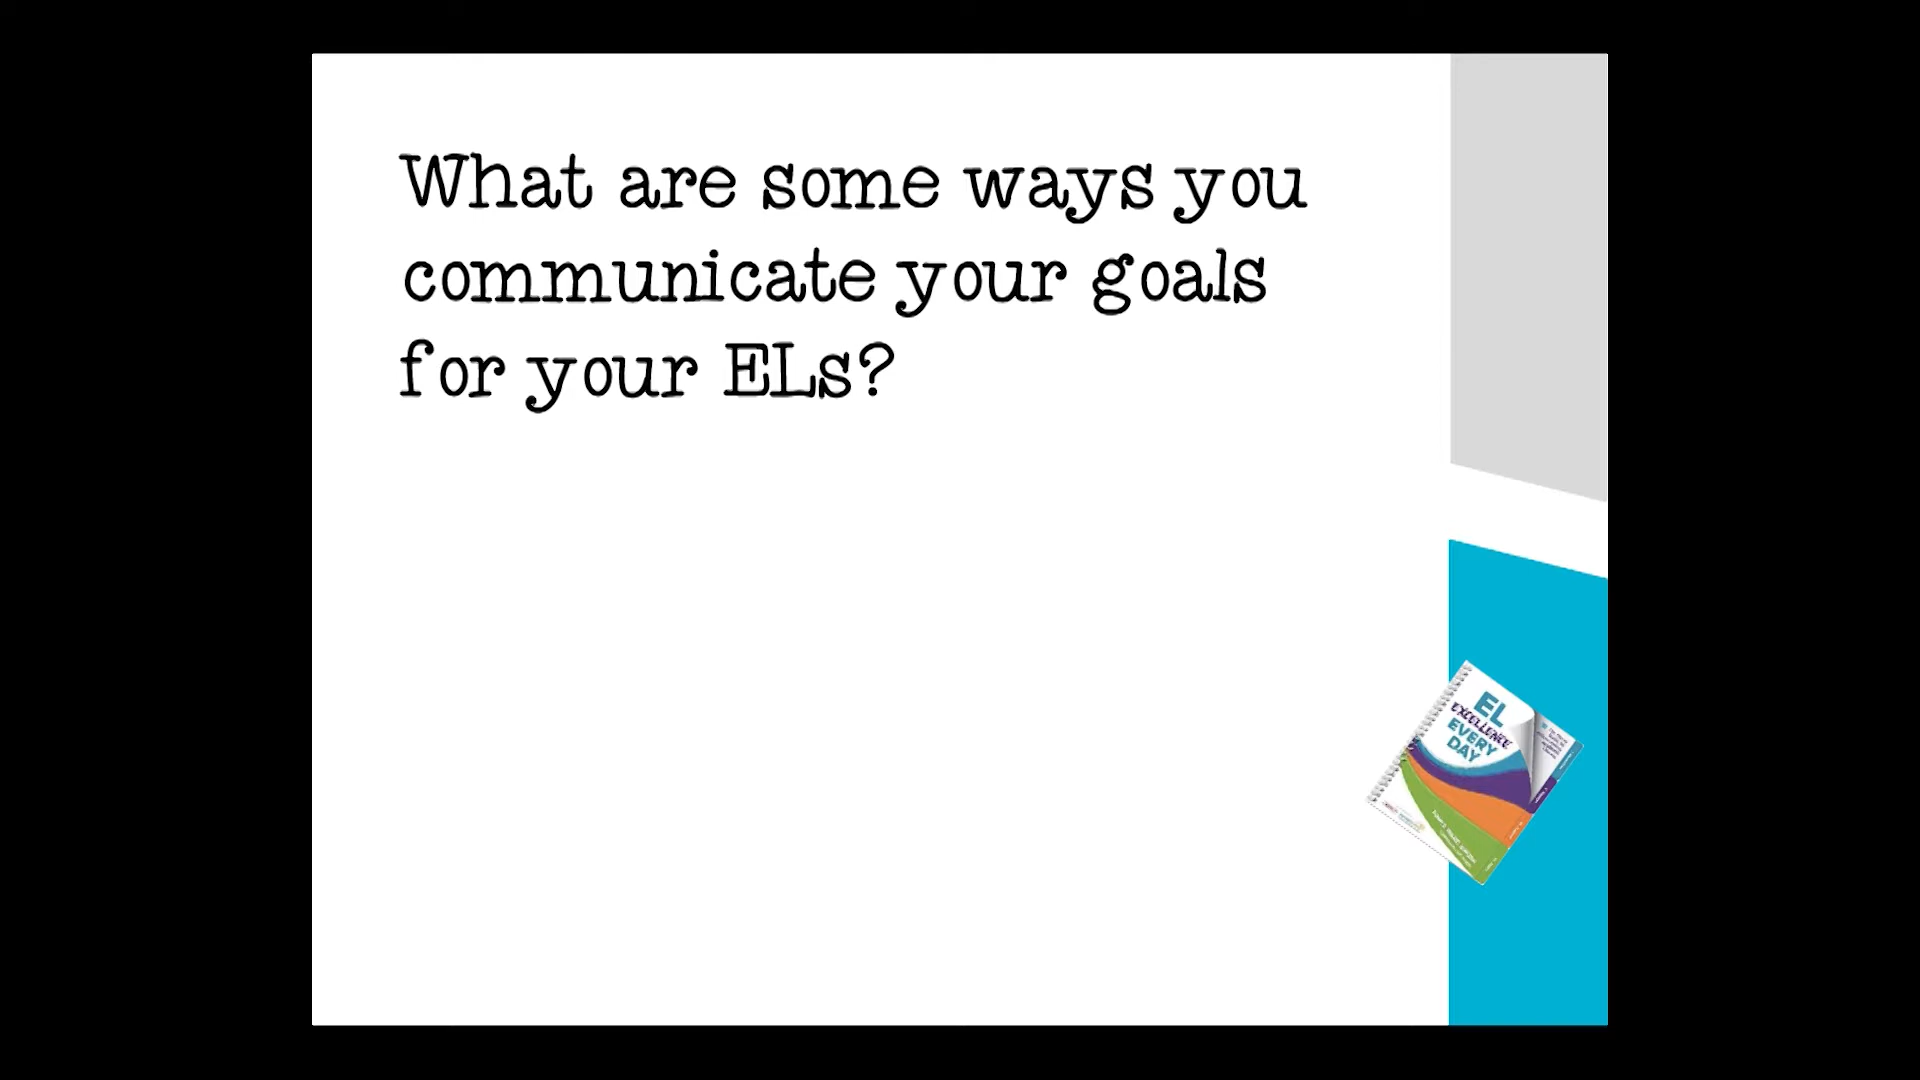 What are some ways you
communicate your goals
for your ELs?
EL
EXCELLENCE
EVERY
DAY